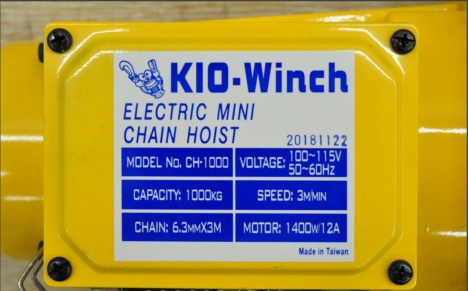 KIO-Winch
ELECTRIC MINI
CHAIN HOIST
20181122
MODEL No. CH-1000
VOLTAGE: 100~115V
50~60Hz
CAPACITY: 1000KG
SPEED: 3M/MIN
CHAIN: 6.3MMX3M
MOTOR: 1400W/12A
Made in Taiwan